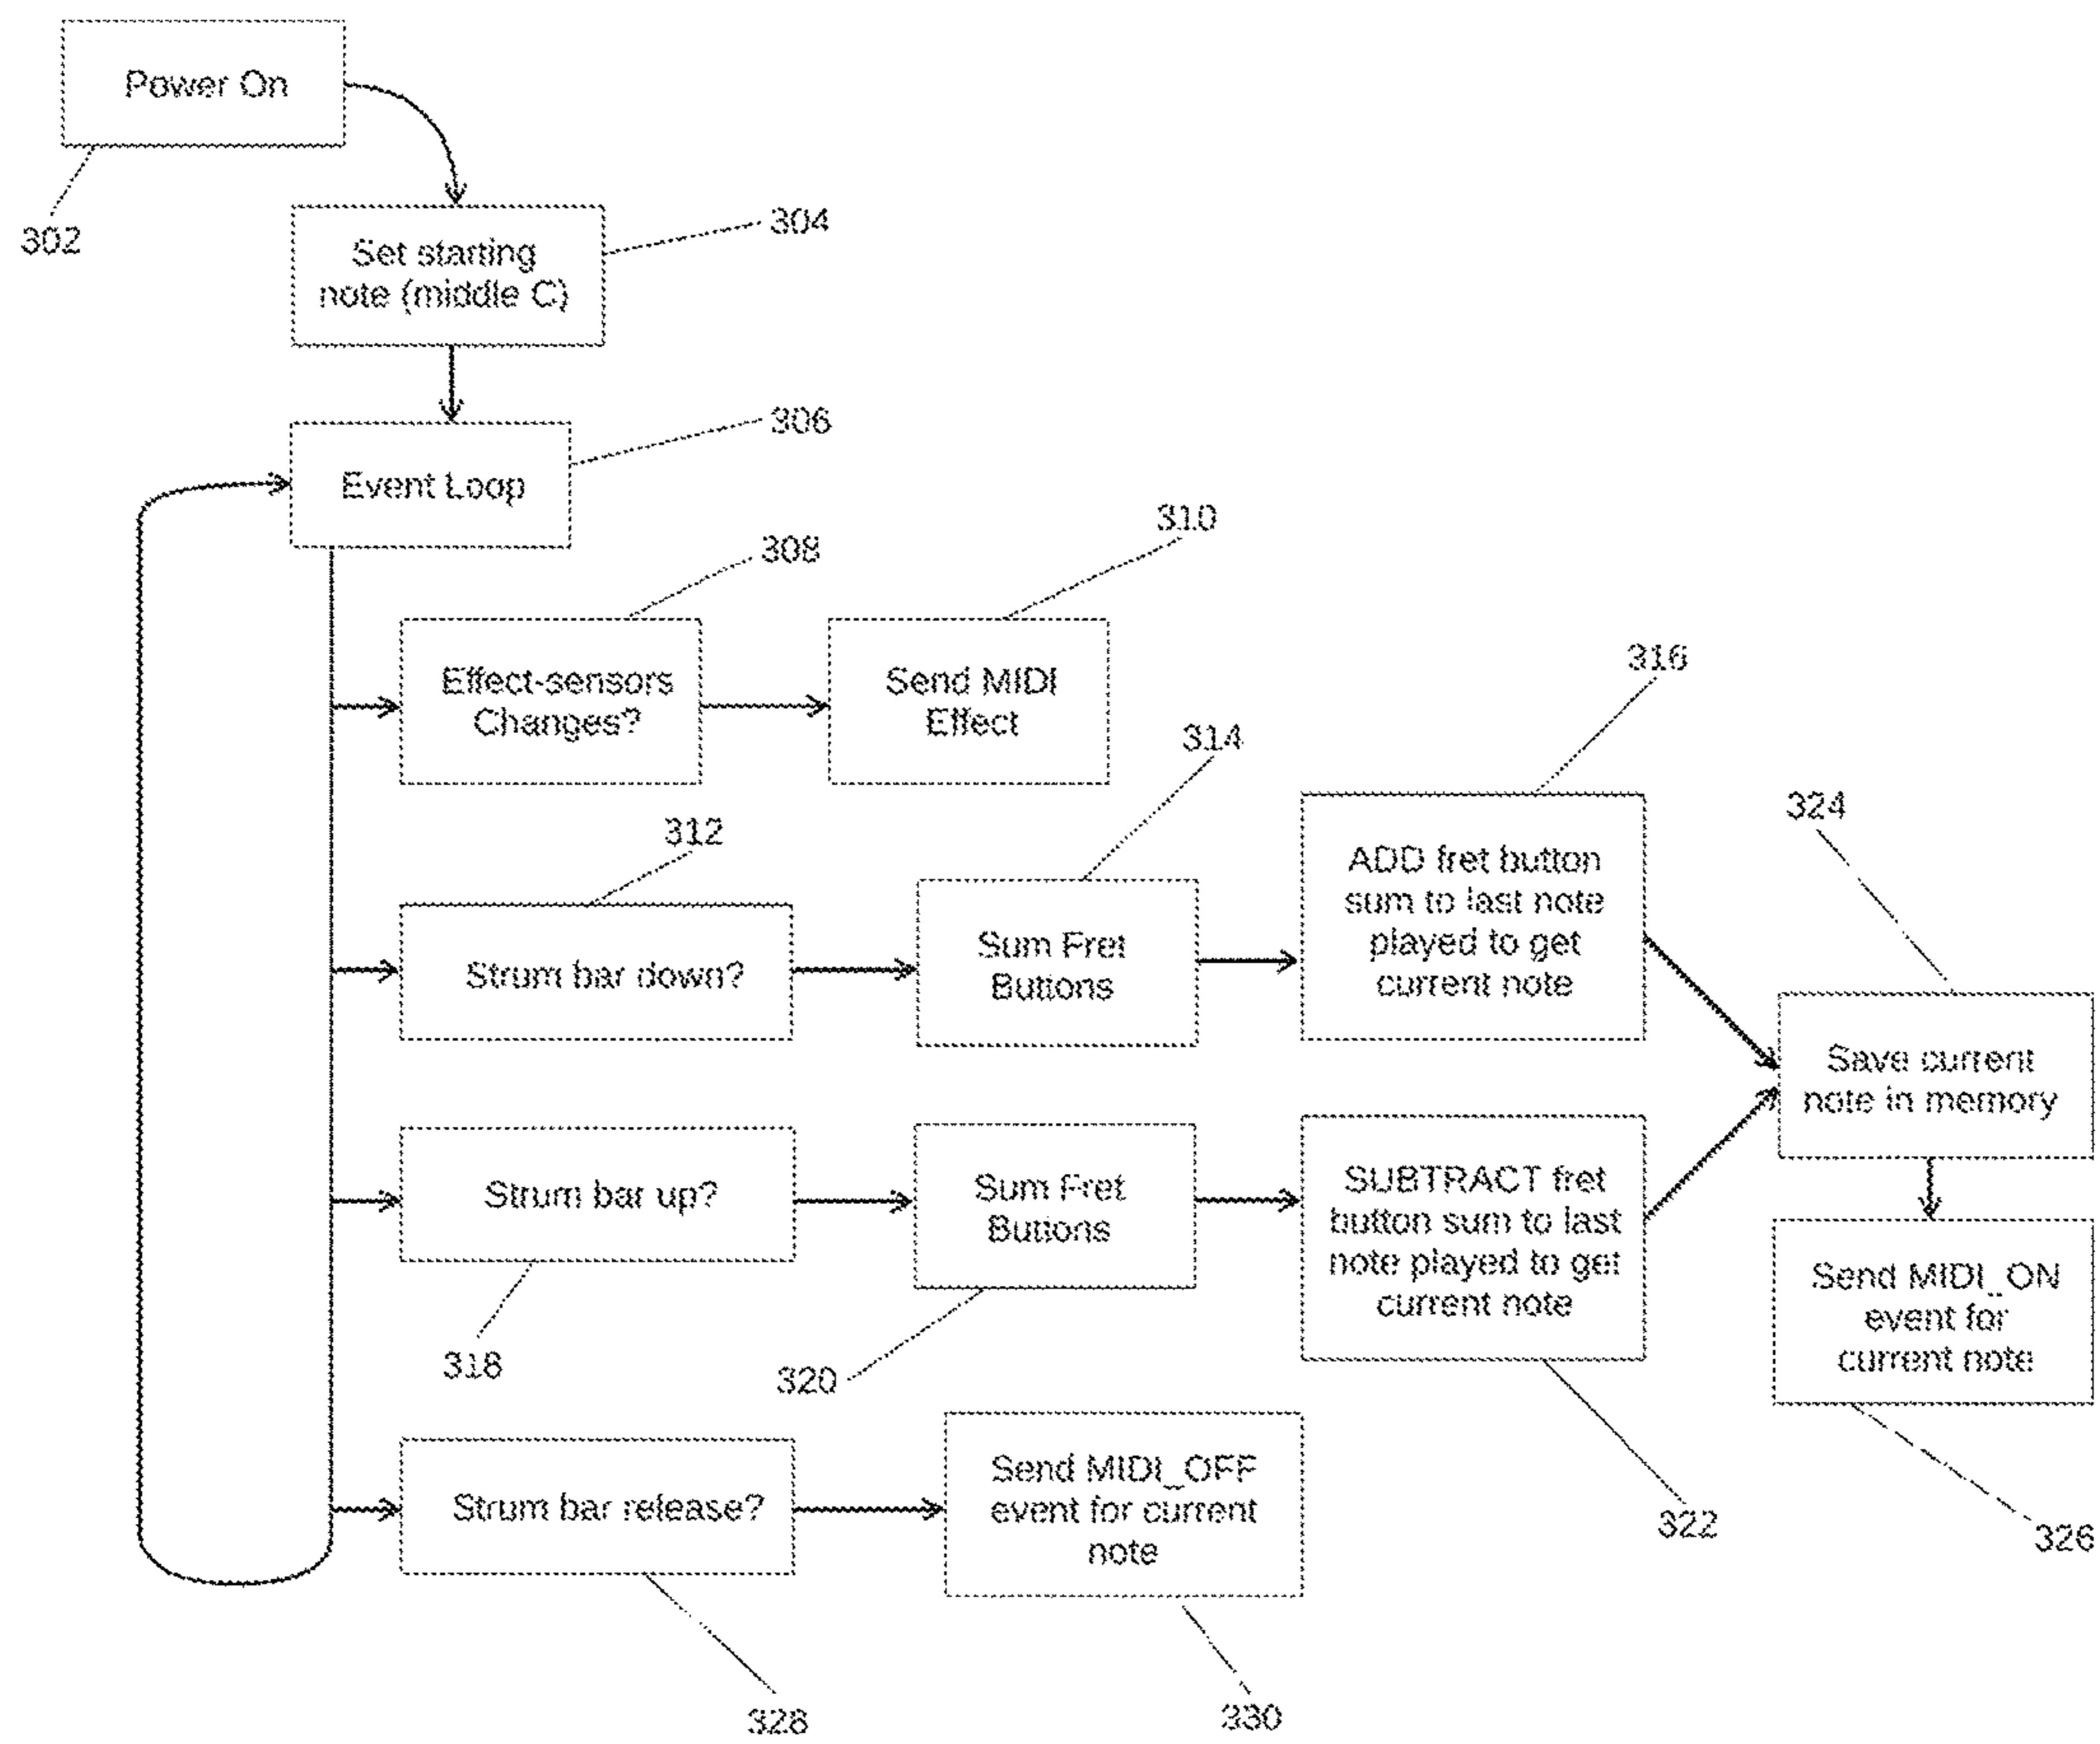 Power On
302
Set starting
note (middle C)
304
Event Loop
306
Effect-sensors
Changes?
308
Send MIDI
Effect
310
Strum bar down?
312
Sum Fret
Buttons
314
ADD fret button
sum to last note
played to get
current note
316
Strum bar up?
318
Sum Fret
Buttons
320
SUBTRACT fret
button sum to last
note played to get
current note
322
Save current
note in memory
324
Send MIDI_ON
event for
current note
326
Strum bar release?
328
Send MIDI_OFF
event for current
note
330